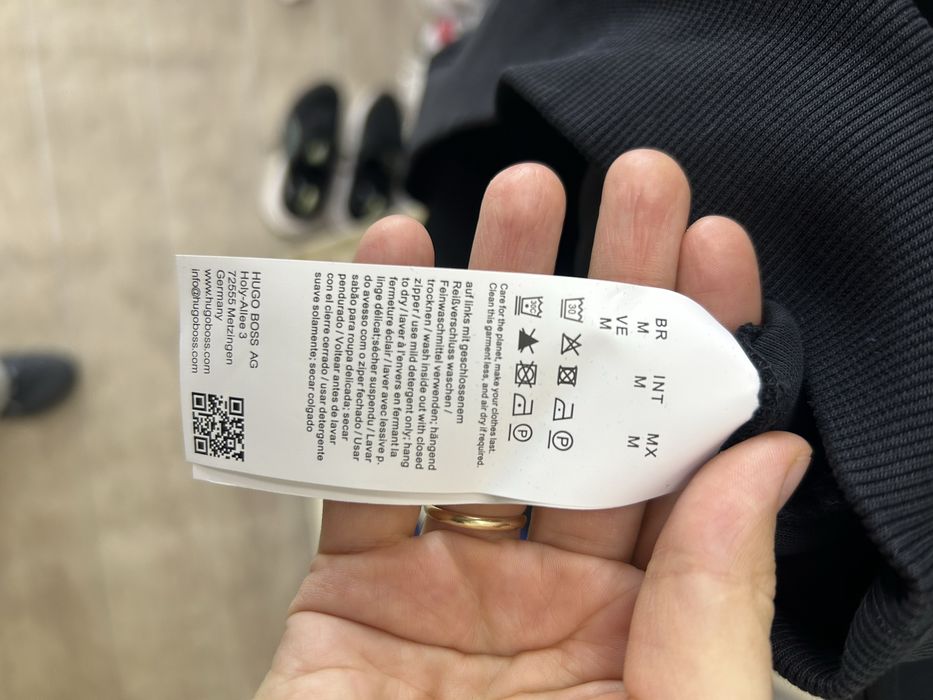 BR INT MX
M M M
VE
M
30 P
P
Care for the planet, make your clothes last.
Clean this garment less, and air dry if required.
auf links mit geschlossenem
Reißverschluss waschen /
Feinwaschmittel verwenden; hängend
trocknen / wash inside out with closed
zipper / use mild detergent only; hang
to dry / laver à l'envers en fermant la
fermeture éclair / laver avec lessive p.
linge délicat;sécher suspendu / Lavar
do avesso com o ziper fechado / Usar
sabão para roupa delicada; secar
pendurado / Voltear antes de lavar
con el cierre cerrado / usar detergente
suave solamente; secar colgado
HUGO BOSS AG
Holy-Allee 3
72555 Metzingen
Germany
www.hugoboss.com
info@hugoboss.com